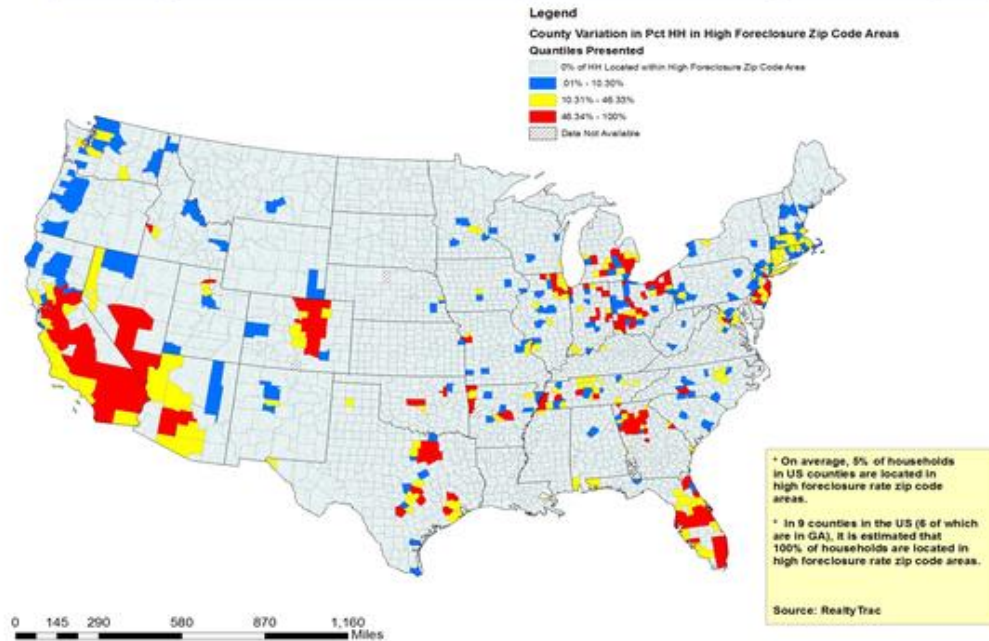 Legend
County Variation in Pct HH in High Foreclosure Zip Code Areas
Quantiles Presented
0% of HH Located within High Foreclosure Zip Code Area
.01% - 10.30%
10.31% - 46.33%
46.34% - 100%
Data Not Available
* On average, 5% of households
in US counties are located in
high foreclosure rate zip code
areas.
* In 9 counties in the US (6 of which
are in GA), it is estimated that
100% of households are located in
high foreclosure rate zip code areas.
Source: RealtyTrac
0 145 290 580 870 1,160
Miles